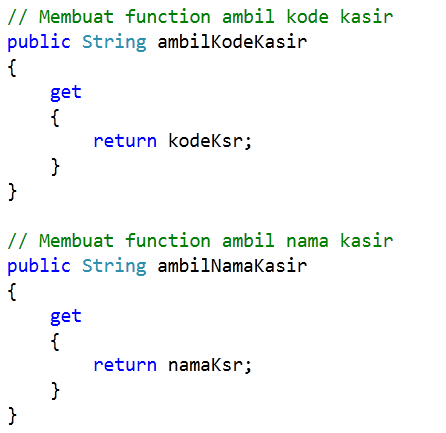 // Membuat function ambil kode kasir
public String ambilKodeKasir
{
    get
    {
        return kodeKsr;
    }
}

// Membuat function ambil nama kasir
public String ambilNamaKasir
{
    get
    {
        return namaKsr;
    }
}